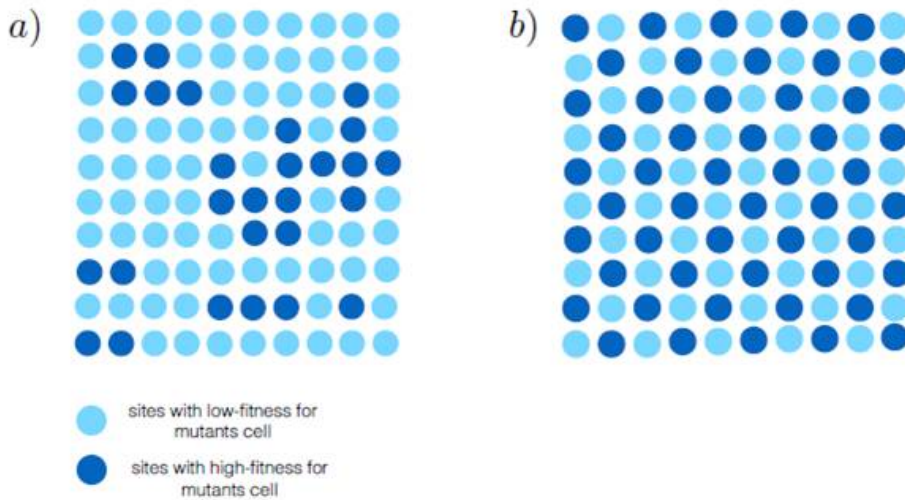 a)
b)
sites with low-fitness for
mutants cell
sites with high-fitness for
mutants cell